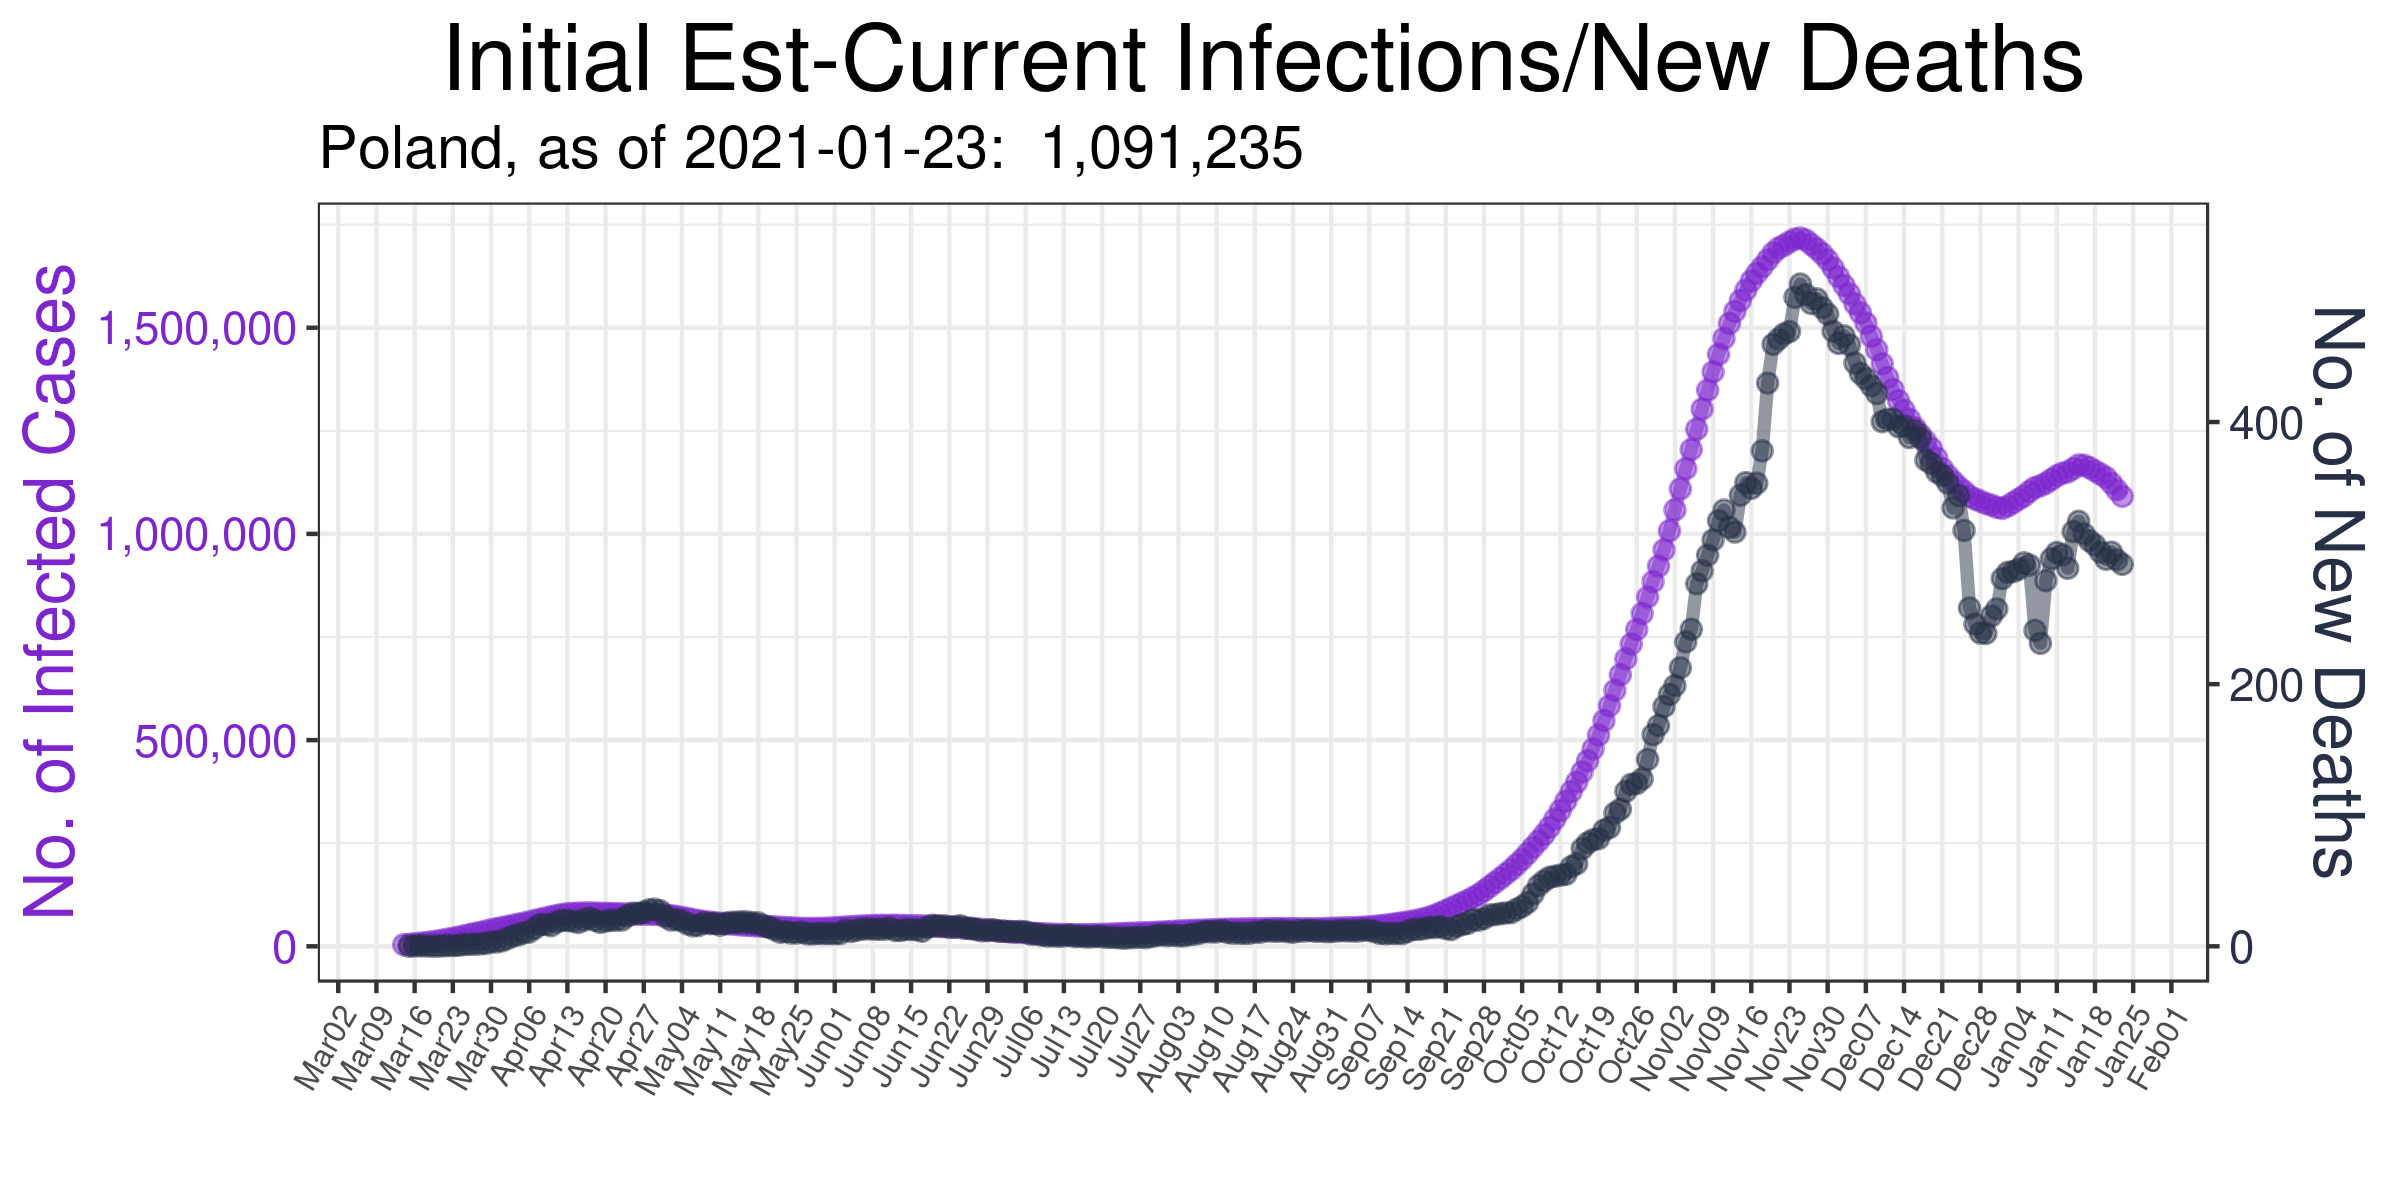 Initial Est-Current Infections/New Deaths
Poland, as of 2021-01-23:  1,091,235
No. of Infected Cases
1,500,000
1,000,000
500,000
0
400
200
0
No. of New Deaths
Mar02
Mar09
Mar16
Mar23
Mar30
Apr06
Apr13
Apr20
Apr27
May04
May11
May18
May25
Jun01
Jun08
Jun15
Jun22
Jun29
Jul06
Jul13
Jul20
Jul27
Aug03
Aug10
Aug17
Aug24
Aug31
Sep07
Sep14
Sep21
Sep28
Oct05
Oct12
Oct19
Oct26
Nov02
Nov09
Nov16
Nov23
Nov30
Dec07
Dec14
Dec21
Dec28
Jan04
Jan11
Jan18
Jan25
Feb01